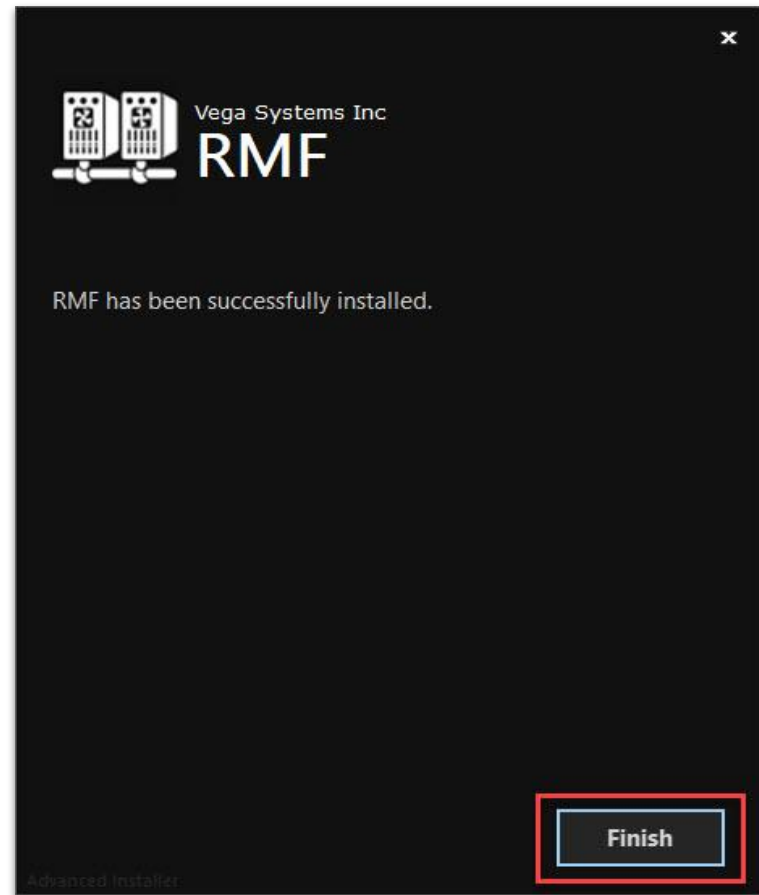 Vega Systems Inc
RMF
RMF has been successfully installed.
Finish
Advanced Installer